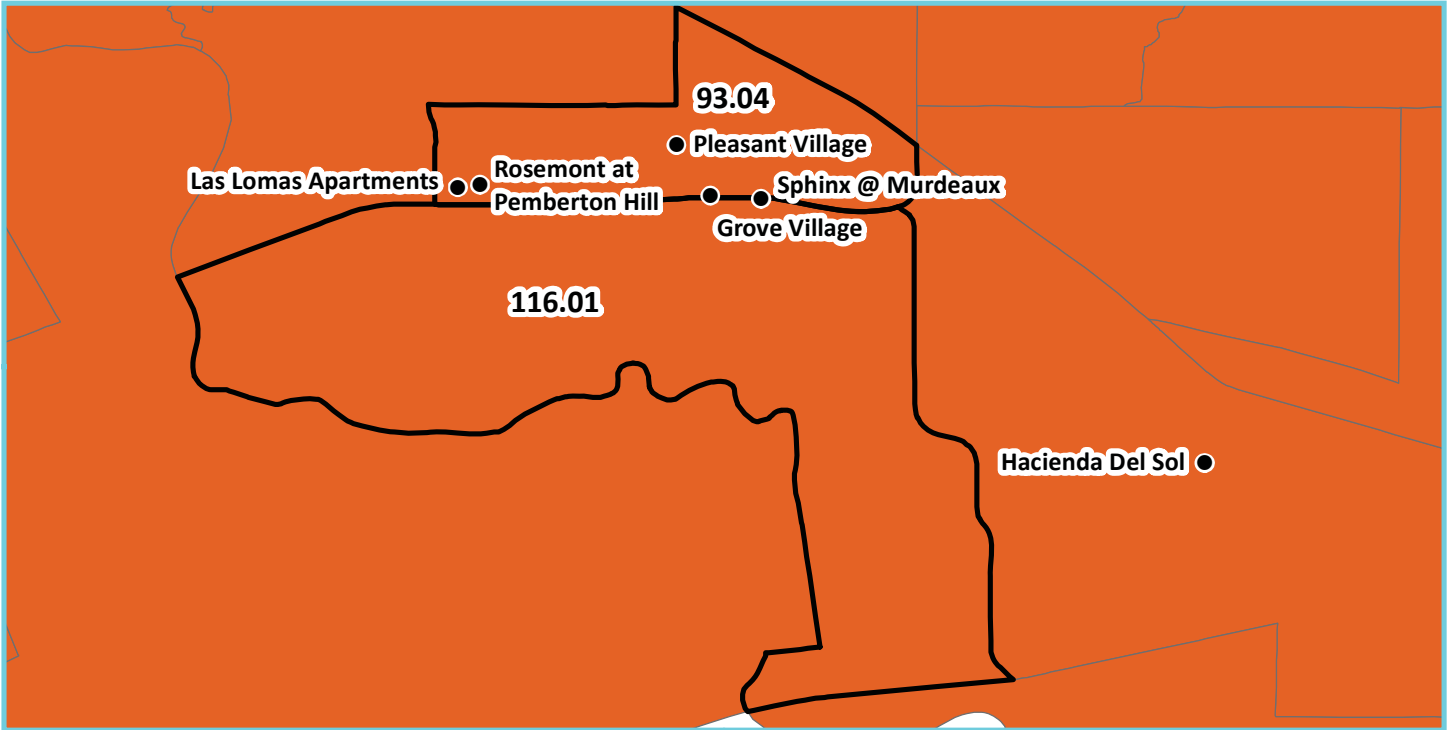 93.04
Pleasant Village
Rosemont at
Pemberton Hill
Las Lomas Apartments
Sphinx @ Murdeaux
Grove Village
116.01
Hacienda Del Sol